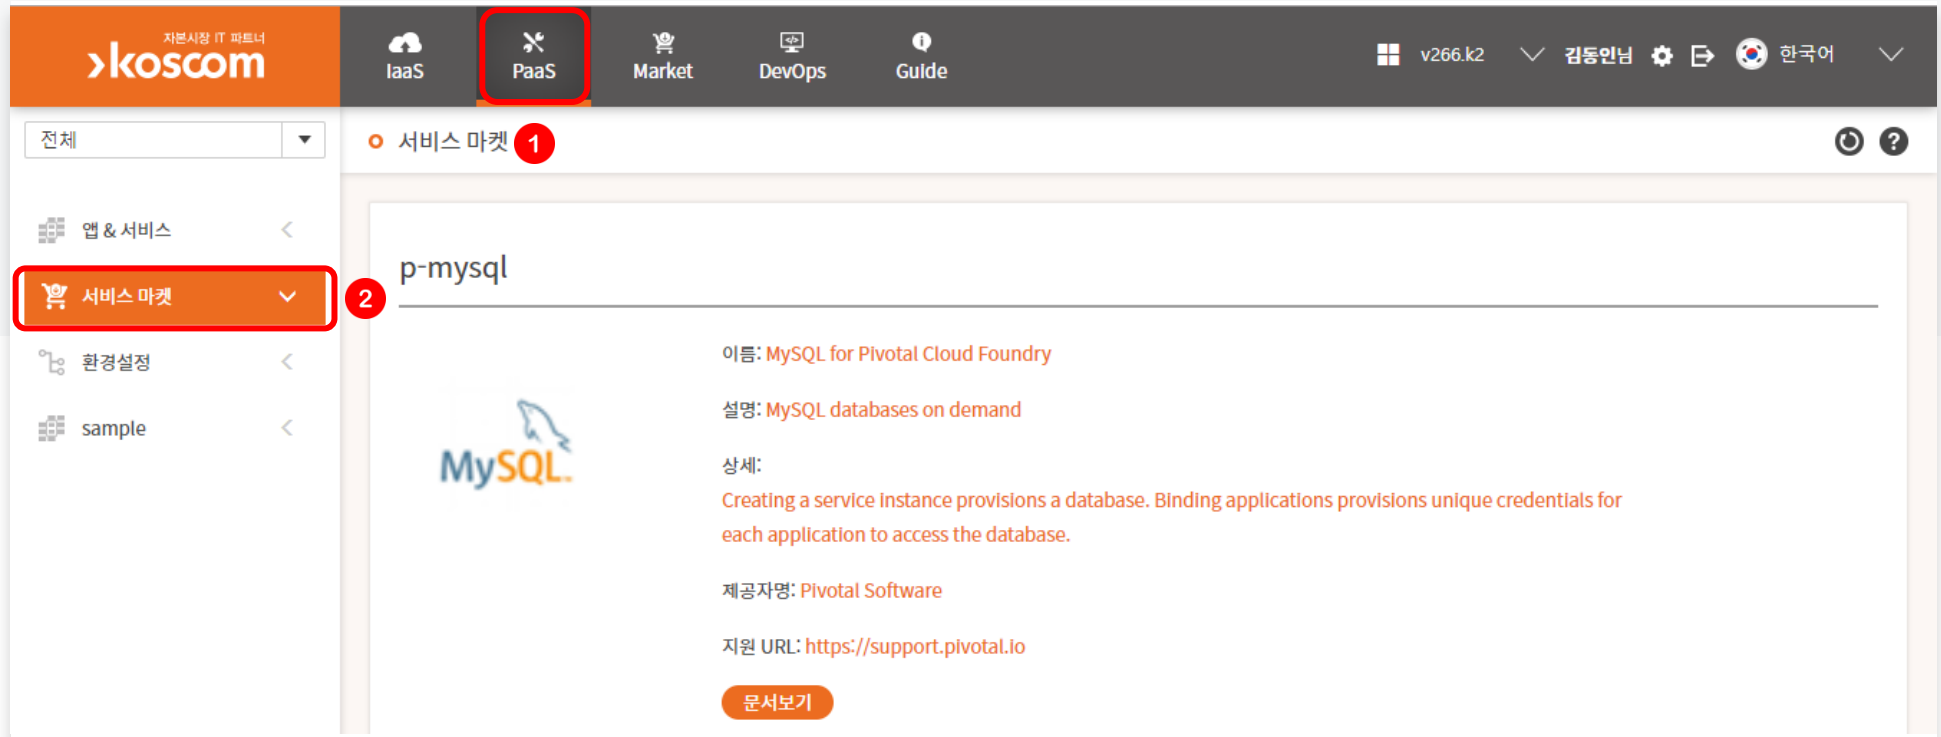 자본시장 IT 파트너
koscom
IaaS
PaaS
Market
DevOps
Guide
v266.k2
김동인님
한국어
전체
서비스 마켓
1
앱 & 서비스
서비스 마켓
2
환경설정
sample
p-mysql
MySQL
이름: MySQL for Pivotal Cloud Foundry
설명: MySQL databases on demand
상세:
Creating a service instance provisions a database. Binding applications provisions unique credentials for
each application to access the database.
제공자명: Pivotal Software
지원 URL: https://support.pivotal.io
문서보기